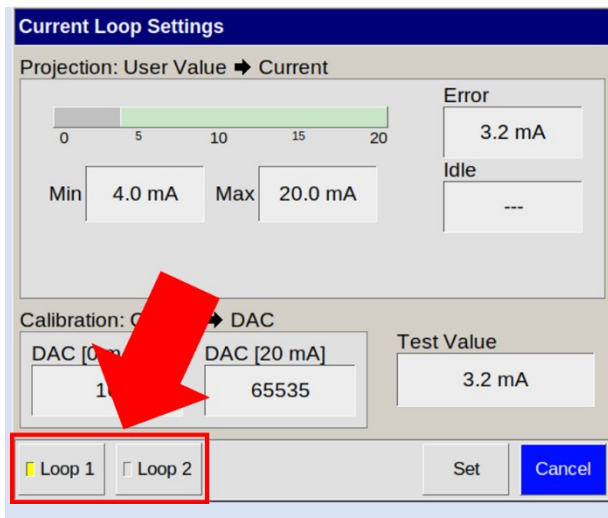 Current Loop Settings
Projection: User Value ➔ Current
Error
3.2 mA
0 5 10 15 20
Idle
Min 4.0 mA Max 20.0 mA
---
Calibration: ➔ DAC
DAC [0 DAC [20 mA]
Test Value
65535
3.2 mA
Loop 1 Loop 2 Set Cancel